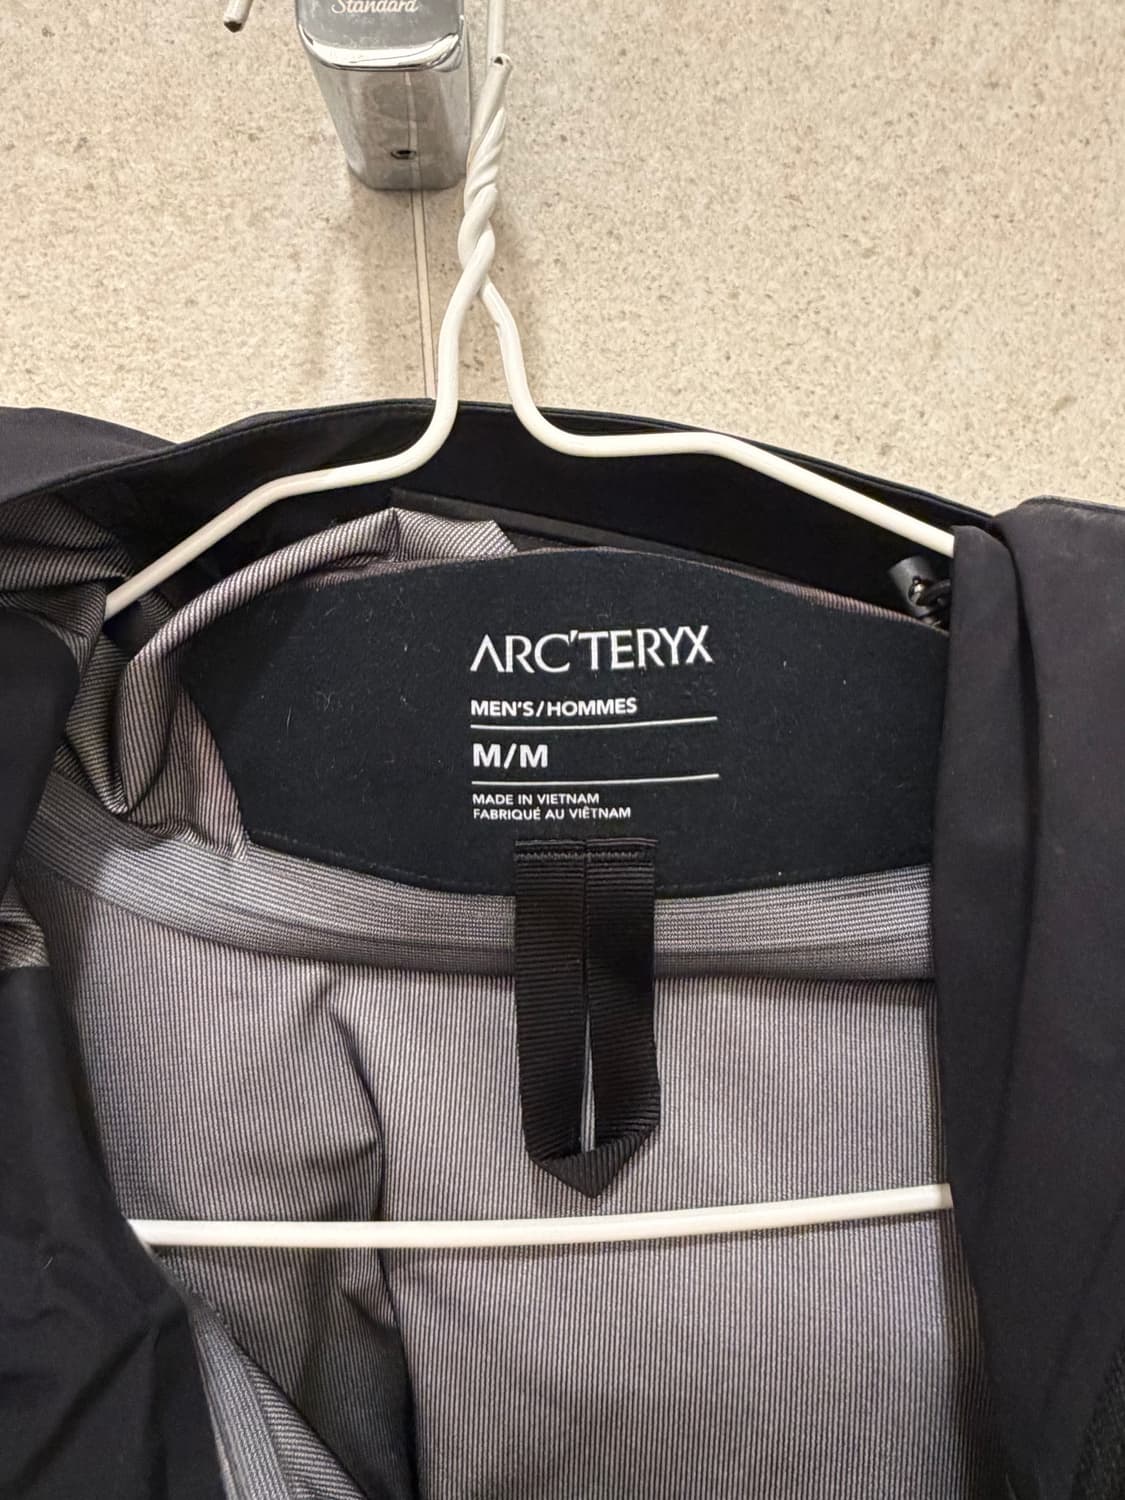 Standard
ARC'TERYX
MEN'S/HOMMES
M/M
MADE IN VIETNAM
FABRIQUÉ AU VIÊTNAM